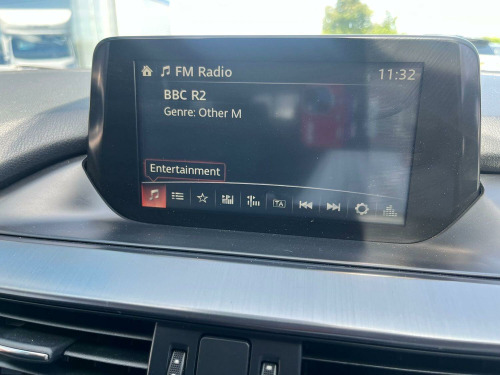 FM Radio
11:32
BBC R2
Genre: Other M
Entertainment
TA